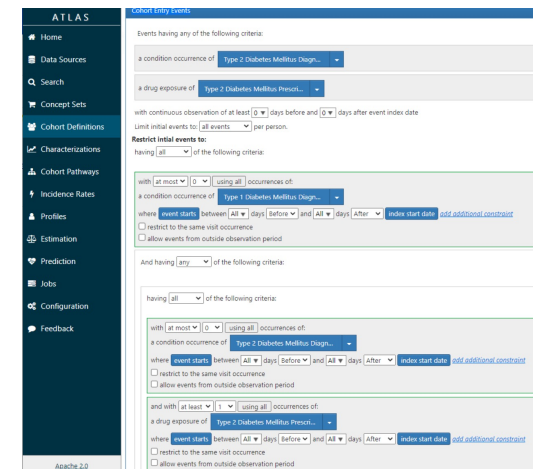 ATLAS
Home
Data Sources
Search
Concept Sets
Cohort Definitions
Characterizations
Cohort Pathways
Incidence Rates
Profiles
Estimation
Prediction
Jobs
Configuration
Feedback
Apache 2.0
Cohort Entry Events
Events having any of the following criteria:
a condition occurrence of Type 2 Diabetes Mellitus Diagn...
a drug exposure of Type 2 Diabetes Mellitus Prescri...
with continuous observation of at least 0 days before and 0 days after event index date
Limit initial events to: all events per person.
Restrict intial events to:
having all of the following criteria:
with at most 0 using all occurrences of:
a condition occurrence of Type 1 Diabetes Mellitus Diagn...
where event starts between All days Before and All days After index start date add additional constraint
restrict to the same visit occurrence
allow events from outside observation period
And having any of the following criteria:
having all of the following criteria:
with at most 0 using all occurrences of:
a condition occurrence of Type 2 Diabetes Mellitus Diagn...
where event starts between All days Before and All days After index start date add additional constraint
restrict to the same visit occurrence
allow events from outside observation period
and with at least 1 using all occurrences of:
a drug exposure of Type 2 Diabetes Mellitus Prescri...
where event starts between All days Before and All days After index start date add additional constraint
restrict to the same visit occurrence
allow events from outside observation period